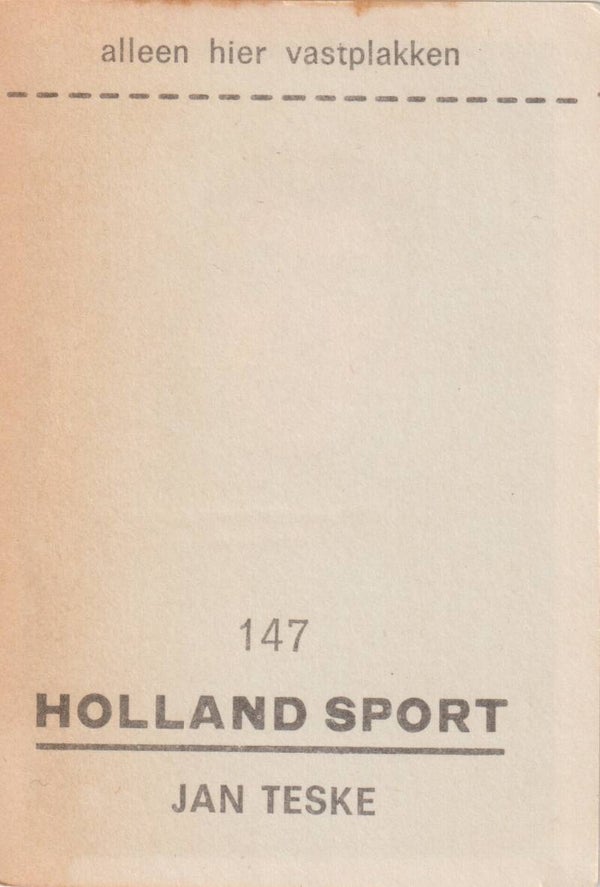 alleen hier vastplakken
147
HOLLAND SPORT
JAN TESKE